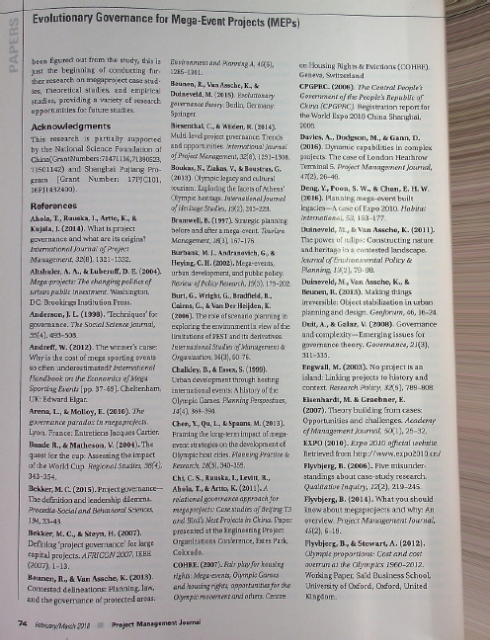 PAPERS
Evolutionary Governance for Mega-Event Projects (MEPs)
been figured out from the study, this is
just the beginning of conducting fur-
ther research on megaproject case stud-
ies, theoretical studies, and empirical
studies, providing a variety of research
opportunities for future studies.
Acknowledgments
This research is partially supported
by the National Science Foundation of
China (Grant Numbers: 71471136, 71390523,
71501142) and Shanghai Pujiang Pro-
gram (Grant Number: 17PJC101,
16PJ1432400).
References
Ahola, T., Ruuska, I., Artto, K., &
Kujala, J. (2014). What is project
governance and what are its origins?
International Journal of Project
Management, 32(8), 1321–1332.
Altshuler, A. A., & Luberoff, D. E. (2004).
Mega-projects: The changing politics of
urban public investment. Washington,
DC: Brookings Institution Press.
Anderson, J. L. (1998). 'Techniques' for
governance. The Social Science Journal,
35(4), 493–508.
Andreff, W. (2012). The winner's curse:
Why is the cost of mega sporting events
so often underestimated? International
Handbook on the Economics of Mega
Sporting Events (pp. 37–69). Cheltenham,
UK: Edward Elgar.
Arena, L., & Molloy, E. (2010). The
governance paradox in megaprojects.
Lyon, France: Entretiens Jacques Cartier.
Baade R., & Matheson, V. (2004). The
quest for the cup: Assessing the impact
of the World Cup. Regional Studies, 38(4),
343–354.
Bekker, M. C. (2015). Project governance—
The definition and leadership dilemma.
Procedia-Social and Behavioral Sciences,
194, 33–43.
Bekker, M. C., & Steyn, H. (2007).
Defining 'project governance' for large
capital projects. AFRICON 2007, IEEE
(2007), 1–13.
Beunen, R., & Van Assche, K. (2013).
Contested delineations: Planning, law,
and the governance of protected areas.
Environment and Planning A, 45(6),
1285–1301.
Beunen, R., Van Assche, K., &
Duineveld, M. (2015). Evolutionary
governance theory. Berlin, Germany:
Springer.
Biesenthal, C., & Wilden, R. (2014).
Multi-level project governance: Trends
and opportunities. International Journal
of Project Management, 32(8), 1291–1308.
Boukas, N., Ziakas, V., & Boustras, G.
(2013). Olympic legacy and cultural
tourism: Exploring the facets of Athens'
Olympic heritage. International Journal
of Heritage Studies, 19(2), 203–228.
Bramwell, B. (1997). Strategic planning
before and after a mega-event. Tourism
Management, 18(3), 167–176.
Burbank, M. J., Andranovich, G., &
Heying, C. H. (2002). Mega-events,
urban development, and public policy.
Review of Policy Research, 19(3), 179–202.
Burt, G., Wright, G., Bradfield, R.,
Cairns, G., & Van Der Heijden, K.
(2006). The role of scenario planning in
exploring the environment in view of the
limitations of PEST and its derivatives.
International Studies of Management &
Organization, 36(3), 50–76.
Chalkley, B., & Essex, S. (1999).
Urban development through hosting
international events: A history of the
Olympic Games. Planning Perspectives,
14(4), 369–394.
Chen, Y., Qu, L., & Spaans, M. (2013).
Framing the long-term impact of mega-
event strategies on the development of
Olympic host cities. Planning Practice &
Research, 28(3), 340–359.
Chi, C. S., Ruuska, I., Levitt, R.,
Ahola, T., & Artto, K. (2011). A
relational governance approach for
megaprojects: Case studies of Beijing T3
and Bird's Nest Projects in China. Paper
presented at the Engineering Project
Organizations Conference, Estes Park,
Colorado.
COHRE. (2007). Fair play for housing
rights: Mega-events, Olympic Games
and housing rights: opportunities for the
Olympic movement and others. Centre
on Housing Rights & Evictions (COHRE).
Geneva, Switzerland
CPGPRC. (2006). The Central People's
Government of the People's Republic of
China (CPGPRC). Registration report for
the World Expo 2010 China Shanghai,
2006.
Davies, A., Dodgson, M., & Gann, D.
(2016). Dynamic capabilities in complex
projects: The case of London Heathrow
Terminal 5. Project Management Journal,
47(2), 26–46.
Deng, Y., Poon, S. W., & Chan, E. H. W.
(2016). Planning mega-event built
legacies—A case of Expo 2010. Habitat
International, 53, 163–177.
Duineveld, M., & Van Assche, K. (2011).
The power of tulips: Constructing nature
and heritage in a contested landscape.
Journal of Environmental Policy &
Planning, 13(2), 79–98.
Duineveld, M., Van Assche, K., &
Beunen, R. (2013). Making things
irreversible: Object stabilization in urban
planning and design. Geoforum, 46, 16–24.
Duit, A., & Galaz, V. (2008). Governance
and complexity—Emerging issues for
governance theory. Governance, 21(3),
311–335.
Engwall, M. (2003). No project is an
island: Linking projects to history and
context. Research Policy, 32(5), 789–808.
Eisenhardt, M. & Graebner, E.
(2007). Theory building from cases:
Opportunities and challenges. Academy
of Management Journal, 50(1), 25–32.
EXPO (2010). Expo 2010 official website.
Retrieved from http://www.expo2010.cn/
Flyvbjerg, B. (2006). Five misunder-
standings about case-study research.
Qualitative Inquiry, 12(2), 219–245.
Flyvbjerg, B. (2014). What you should
know about megaprojects and why: An
overview. Project Management Journal,
45(2), 6–19.
Flyvbjerg, B., & Stewart, A. (2012).
Olympic proportions: Cost and cost
overrun at the Olympics 1960–2012.
Working Paper, Saïd Business School,
University of Oxford, Oxford, United
Kingdom.
74 February/March 2018 Project Management Journal